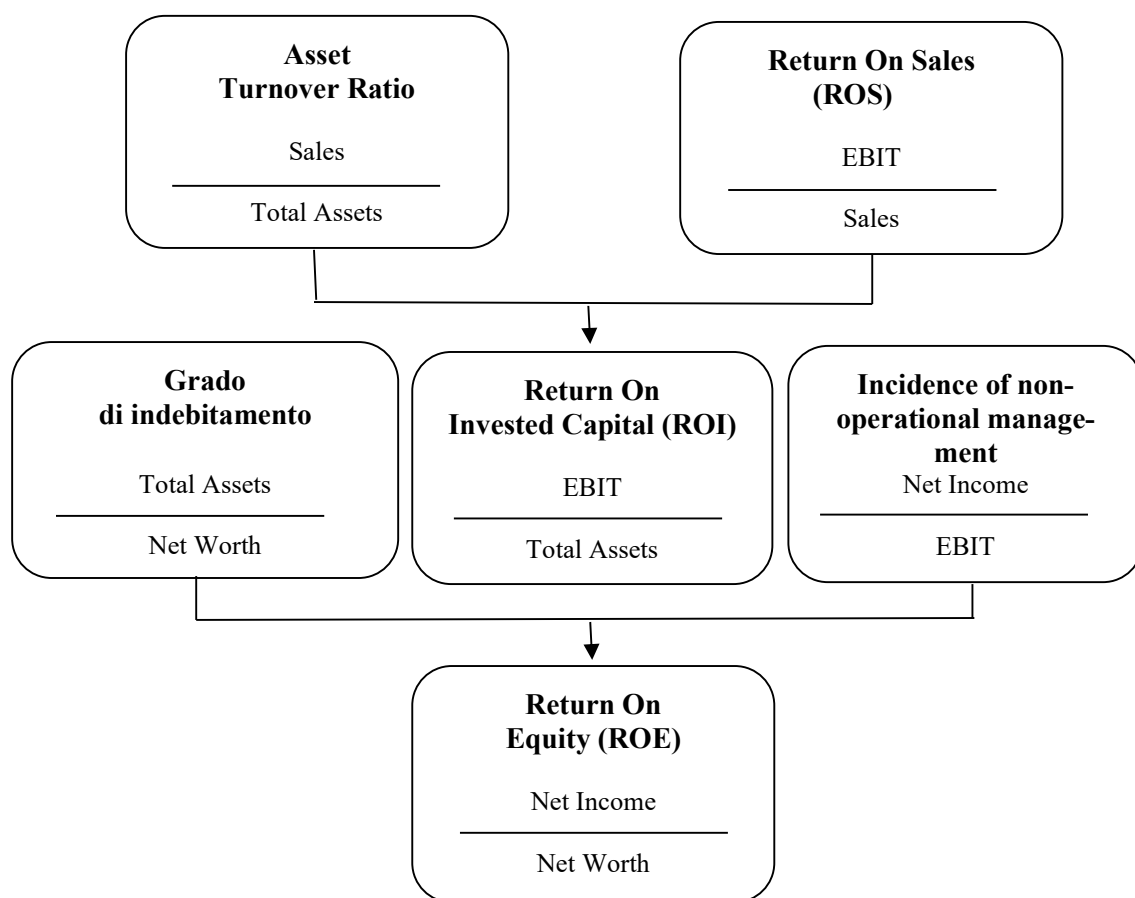 Asset
Turnover Ratio
Sales
Total Assets
Return On Sales
(ROS)
EBIT
Sales
Grado
di indebitamento
Total Assets
Net Worth
Return On
Invested Capital (ROI)
EBIT
Total Assets
Incidence of non-
operational manage-
ment
Net Income
EBIT
Return On
Equity (ROE)
Net Income
Net Worth